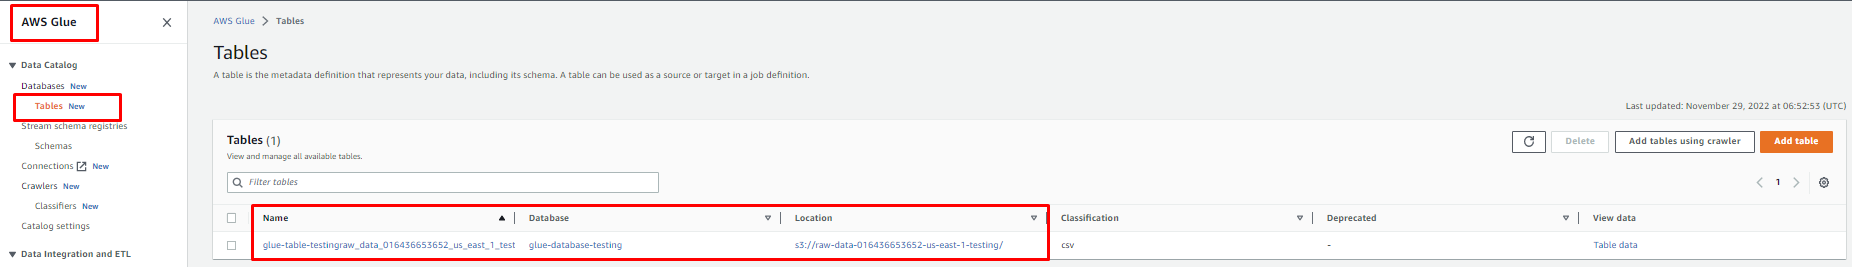 AWS Glue
Data Catalog
Databases New
Tables New
Stream schema registries
Schemas
Connections New
Crawlers New
Classifiers New
Catalog settings
Data Integration and ETL
AWS Glue > Tables
Tables
A table is the metadata definition that represents your data, including its schema. A table can be used as a source or target in a job definition.
Last updated: November 29, 2022 at 06:52:53 (UTC)
Tables (1)
View and manage all available tables.
Delete
Add tables using crawler
Add table
Filter tables
1
Name Database Location Classification Deprecated View data
glue-table-testingraw_data_016436653652_us_east_1_test glue-database-testing s3://raw-data-016436653652-us-east-1-testing/ csv - Table data